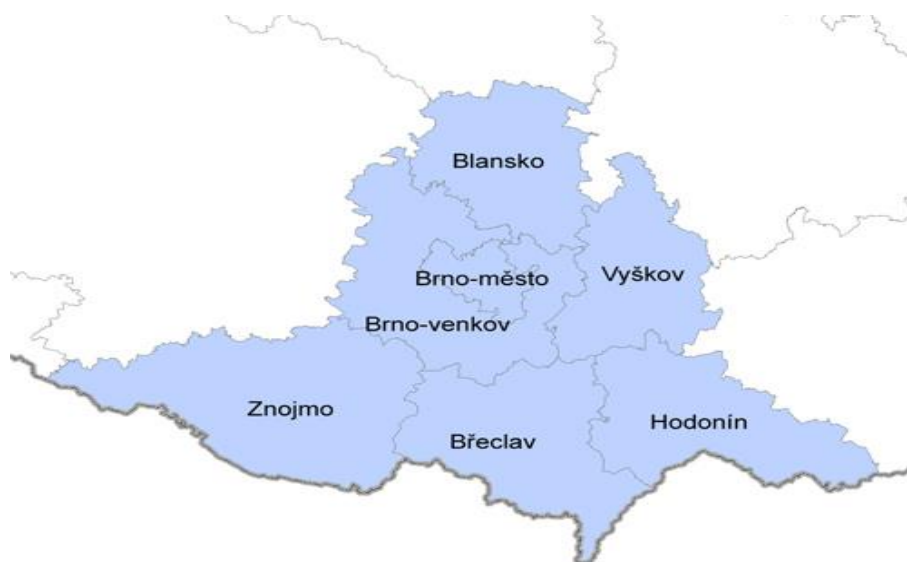 Blansko
Brno-město
Vyškov
Brno-venkov
Znojmo
Břeclav
Hodonín